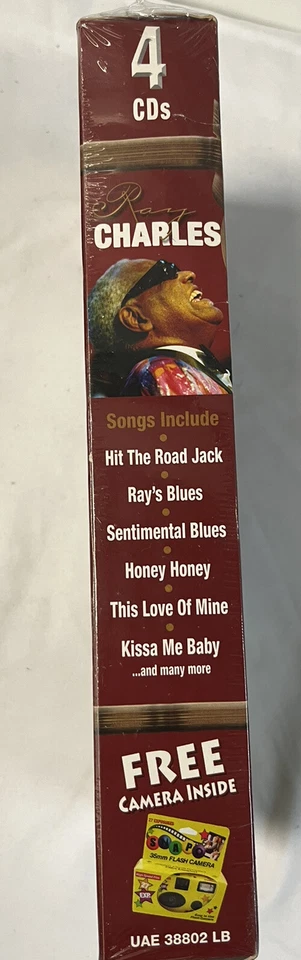 4
CDs
Ray
CHARLES
Songs Include
Hit The Road Jack
Ray's Blues
Sentimental Blues
Honey Honey
This Love Of Mine
Kissa Me Baby
...and many more
FREE
CAMERA INSIDE
SNAP
35mm FLASH CAMERA
UAE 38802 LB